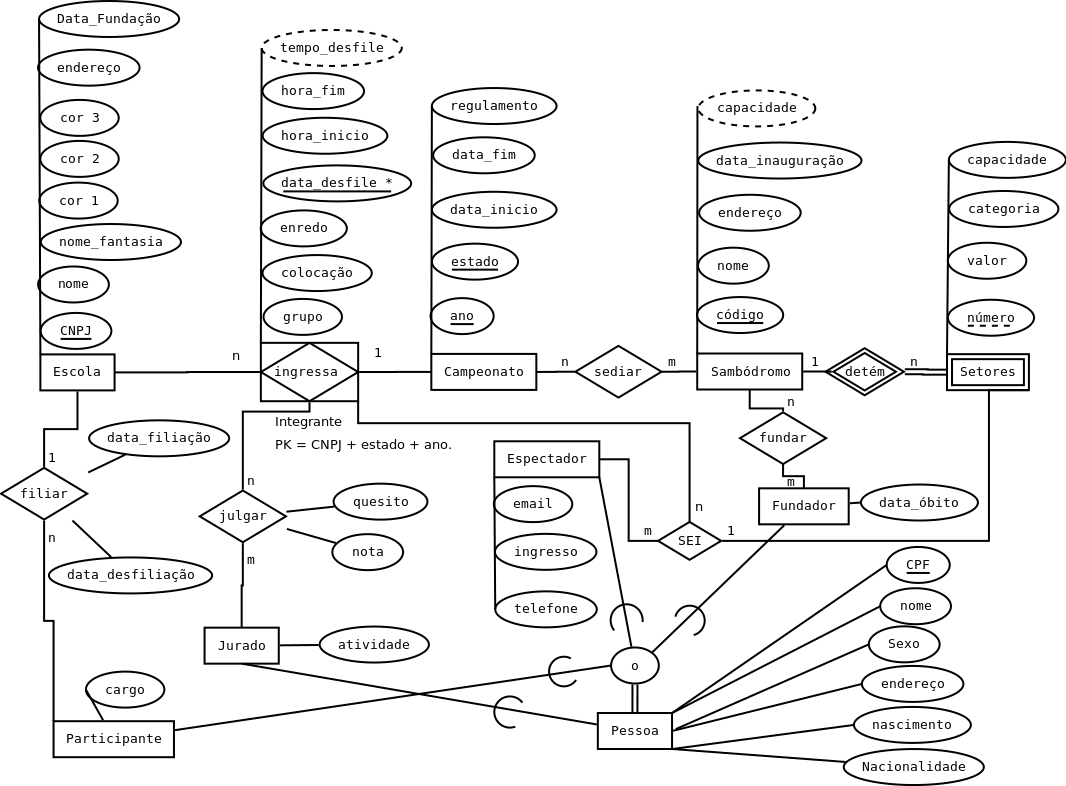 Data_Fundação
endereço
cor 3
cor 2
cor 1
nome_fantasia
nome
CNPJ
Escola
tempo_desfile
hora_fim
hora_inicio
data_desfile *
enredo
colocação
grupo
n
ingressa
1
regulamento
data_fim
data_inicio
estado
ano
Campeonato
n
sediar
m
capacidade
data_inauguração
endereço
nome
código
Sambódromo
1
detém
n
capacidade
categoria
valor
número
Setores
Integrante
PK = CNPJ + estado + ano.
data_filiação
1
filiar
n
data_desfiliação
n
julgar
m
quesito
nota
Espectador
email
ingresso
telefone
n
m
SEI
1
n
fundar
m
Fundador
data_óbito
Jurado
atividade
cargo
Participante
o
Pessoa
CPF
nome
Sexo
endereço
nascimento
Nacionalidade